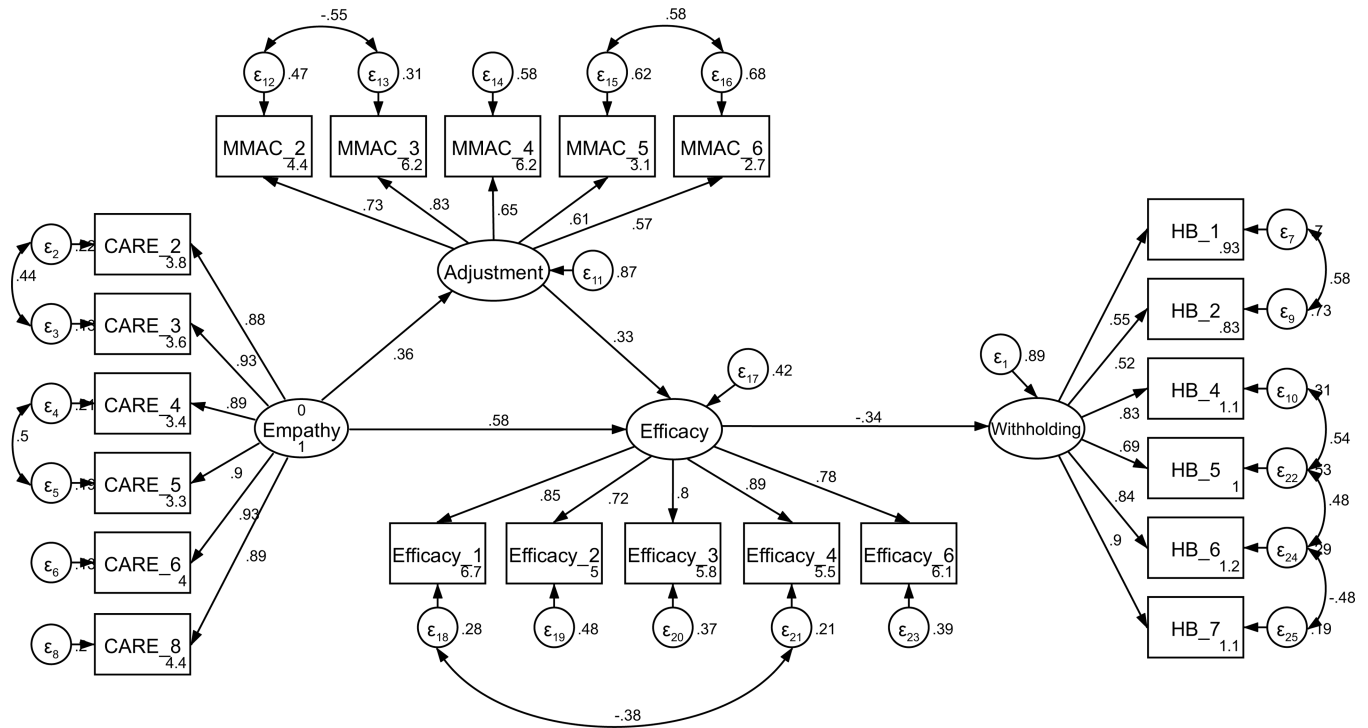 -.55
.58
ε12 .47
ε13 .31
ε14 .58
ε15 .62
ε16 .68
MMAC_2
4.4
MMAC_3
6.2
MMAC_4
6.2
MMAC_5
3.1
MMAC_6
2.7
.73
.83
.65
.61
.57
Adjustment
ε11 .87
ε2
CARE_2
3.8
.44
ε3
CARE_3
3.6
ε4
CARE_4
3.4
.5
ε5
CARE_5
3.3
ε6
CARE_6
4
ε8
CARE_8
4.4
.88
.93
.89
.9
.93
.89
0
Empathy
1
.36
.33
.58
ε17 .42
Efficacy
-.34
.85
.72
.8
.89
.78
Efficacy_1
6.7
Efficacy_2
5
Efficacy_3
5.8
Efficacy_4
5.5
Efficacy_6
6.1
ε18 .28
ε19 .48
ε20 .37
ε21 .21
ε23 .39
-.38
ε1 .89
Withholding
.55
.52
.83
.69
.84
.9
HB_1
.93
ε7 .7
.58
HB_2
.83
ε9 .73
HB_4
1.1
ε10 .31
.54
HB_5
1
ε22
.48
HB_6
1.2
ε24
-.48
HB_7
1.1
ε25 .19